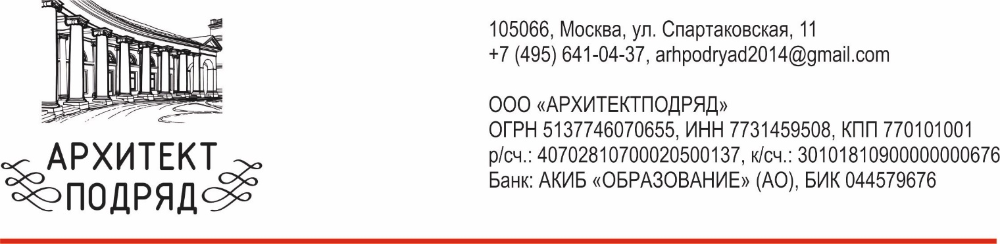 АРХИТЕКТ
ПОДРЯД
105066, Москва, ул. Спартаковская, 11
+7 (495) 641-04-37, arhpodryad2014@gmail.com
ООО «АРХИТЕКТПОДРЯД»
ОГРН 5137746070655, ИНН 7731459508, КПП 770101001
р/сч.: 40702810700020500137, к/сч.: 30101810900000000676
Банк: АКИБ «ОБРАЗОВАНИЕ» (АО), БИК 044579676